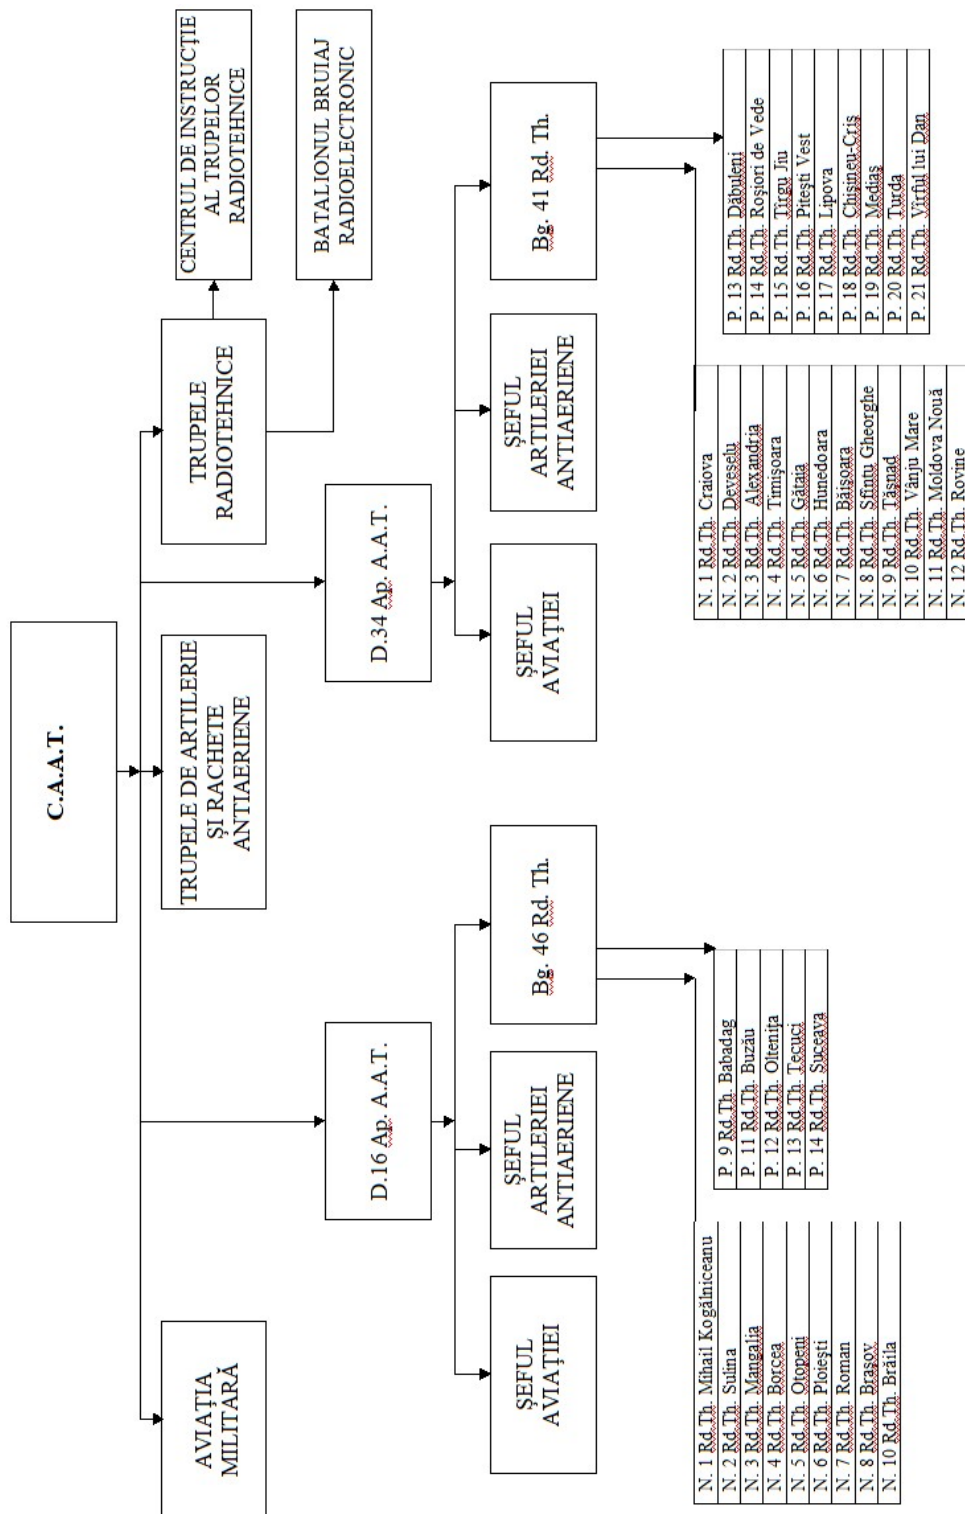 C.A.A.T.
AVIAȚIA
MILITARĂ
TRUPELE DE ARTILERIE
ȘI RACHETE
ANTIAERIENE
TRUPELE
RADIOTEHNICE
CENTRUL DE INSTRUCȚIE
AL TRUPELOR
RADIOTEHNICE
BATALIONUL BRUIAJ
RADIOELECTRONIC
D.16 Ap. A.A.T.
D.34 Ap. A.A.T.
ȘEFUL
AVIAȚIEI
ȘEFUL
ARTILERIEI
ANTIAERIENE
Bg. 46 Rd. Th.
ȘEFUL
AVIAȚIEI
ȘEFUL
ARTILERIEI
ANTIAERIENE
Bg. 41 Rd. Th.
N. 1 Rd.Th. Mihail Kogălniceanu
N. 2 Rd.Th. Sulina
N. 3 Rd.Th. Mangalia
N. 4 Rd.Th. Borcea
N. 5 Rd.Th. Otopeni
N. 6 Rd.Th. Ploiești
N. 7 Rd.Th. Roman
N. 8 Rd.Th. Brașov
N. 10 Rd.Th. Brăila
P. 9 Rd.Th. Babadag
P. 11 Rd.Th. Buzău
P. 12 Rd.Th. Oltenița
P. 13 Rd.Th. Tecuci
P. 14 Rd.Th. Suceava
N. 1 Rd.Th. Craiova
N. 2 Rd.Th. Deveselu
N. 3 Rd.Th. Alexandria
N. 4 Rd.Th. Timișoara
N. 5 Rd.Th. Gătaia
N. 6 Rd.Th. Hunedoara
N. 7 Rd.Th. Băișoara
N. 8 Rd.Th. Sfintu Gheorghe
N. 9 Rd.Th. Tășnad
N. 10 Rd.Th. Vânju Mare
N. 11 Rd.Th. Moldova Nouă
N. 12 Rd.Th. Rovine
P. 13 Rd.Th. Dăbuleni
P. 14 Rd.Th. Roșiori de Vede
P. 15 Rd.Th. Tirgu Jiu
P. 16 Rd.Th. Pitești Vest
P. 17 Rd.Th. Lipova
P. 18 Rd.Th. Chișineu-Criș
P. 19 Rd.Th. Mediaș
P. 20 Rd.Th. Turda
P. 21 Rd.Th. Virful lui Dan